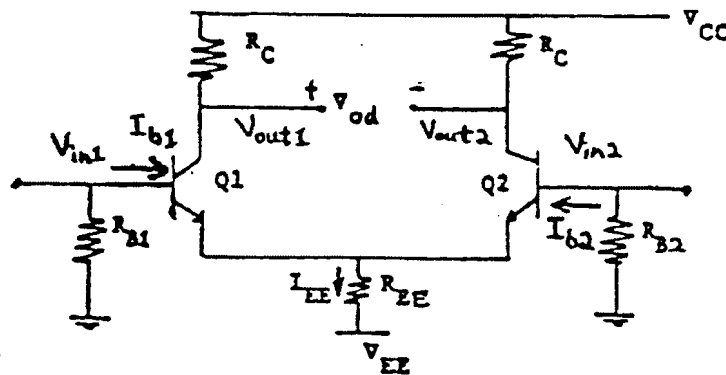 R_C
R_C
V_CC
+ V_od -
V_out1
V_out2
I_b1
V_in1
V_in2
Q1
Q2
R_B1
I_b2
R_B2
I_EE
R_EE
V_EE